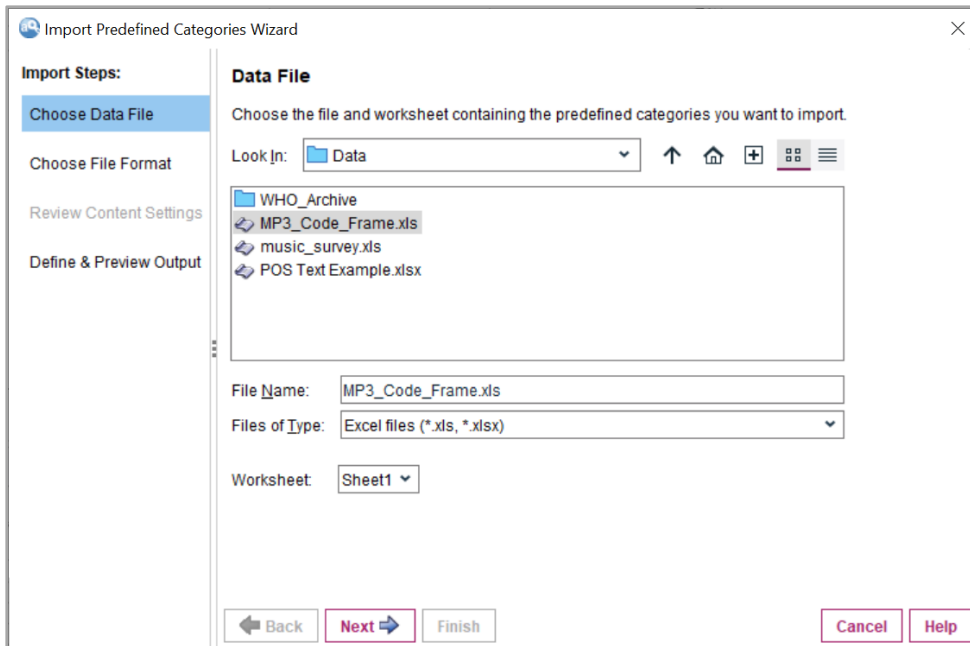 Import Predefined Categories Wizard
Import Steps:
Choose Data File
Choose File Format
Review Content Settings
Define & Preview Output
Data File
Choose the file and worksheet containing the predefined categories you want to import.
Look In: Data
WHO_Archive
MP3_Code_Frame.xls
music_survey.xls
POS Text Example.xlsx
File Name: MP3_Code_Frame.xls
Files of Type: Excel files (*.xls, *.xlsx)
Worksheet: Sheet1
Back Next Finish Cancel Help